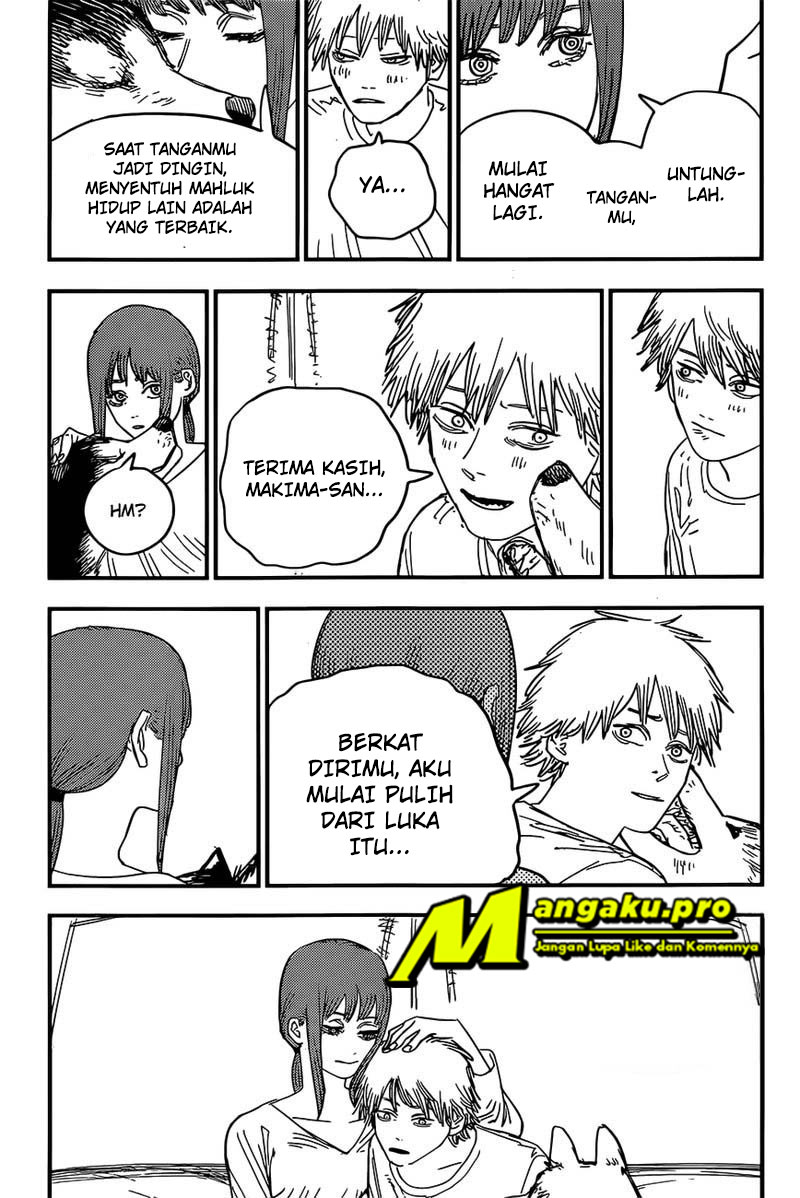 UNTUNG-
LAH.
TANGAN-
MU,
MULAI
HANGAT
LAGI.
YA...
SAAT TANGANMU
JADI DINGIN,
MENYENTUH MAHLUK
HIDUP LAIN ADALAH
YANG TERBAIK.
TERIMA KASIH,
MAKIMA-SAN...
HM?
BERKAT
DIRIMU, AKU
MULAI PULIH
DARI LUKA
ITU...
Mangaku.pro
Jangan Lupa Like dan Komennya